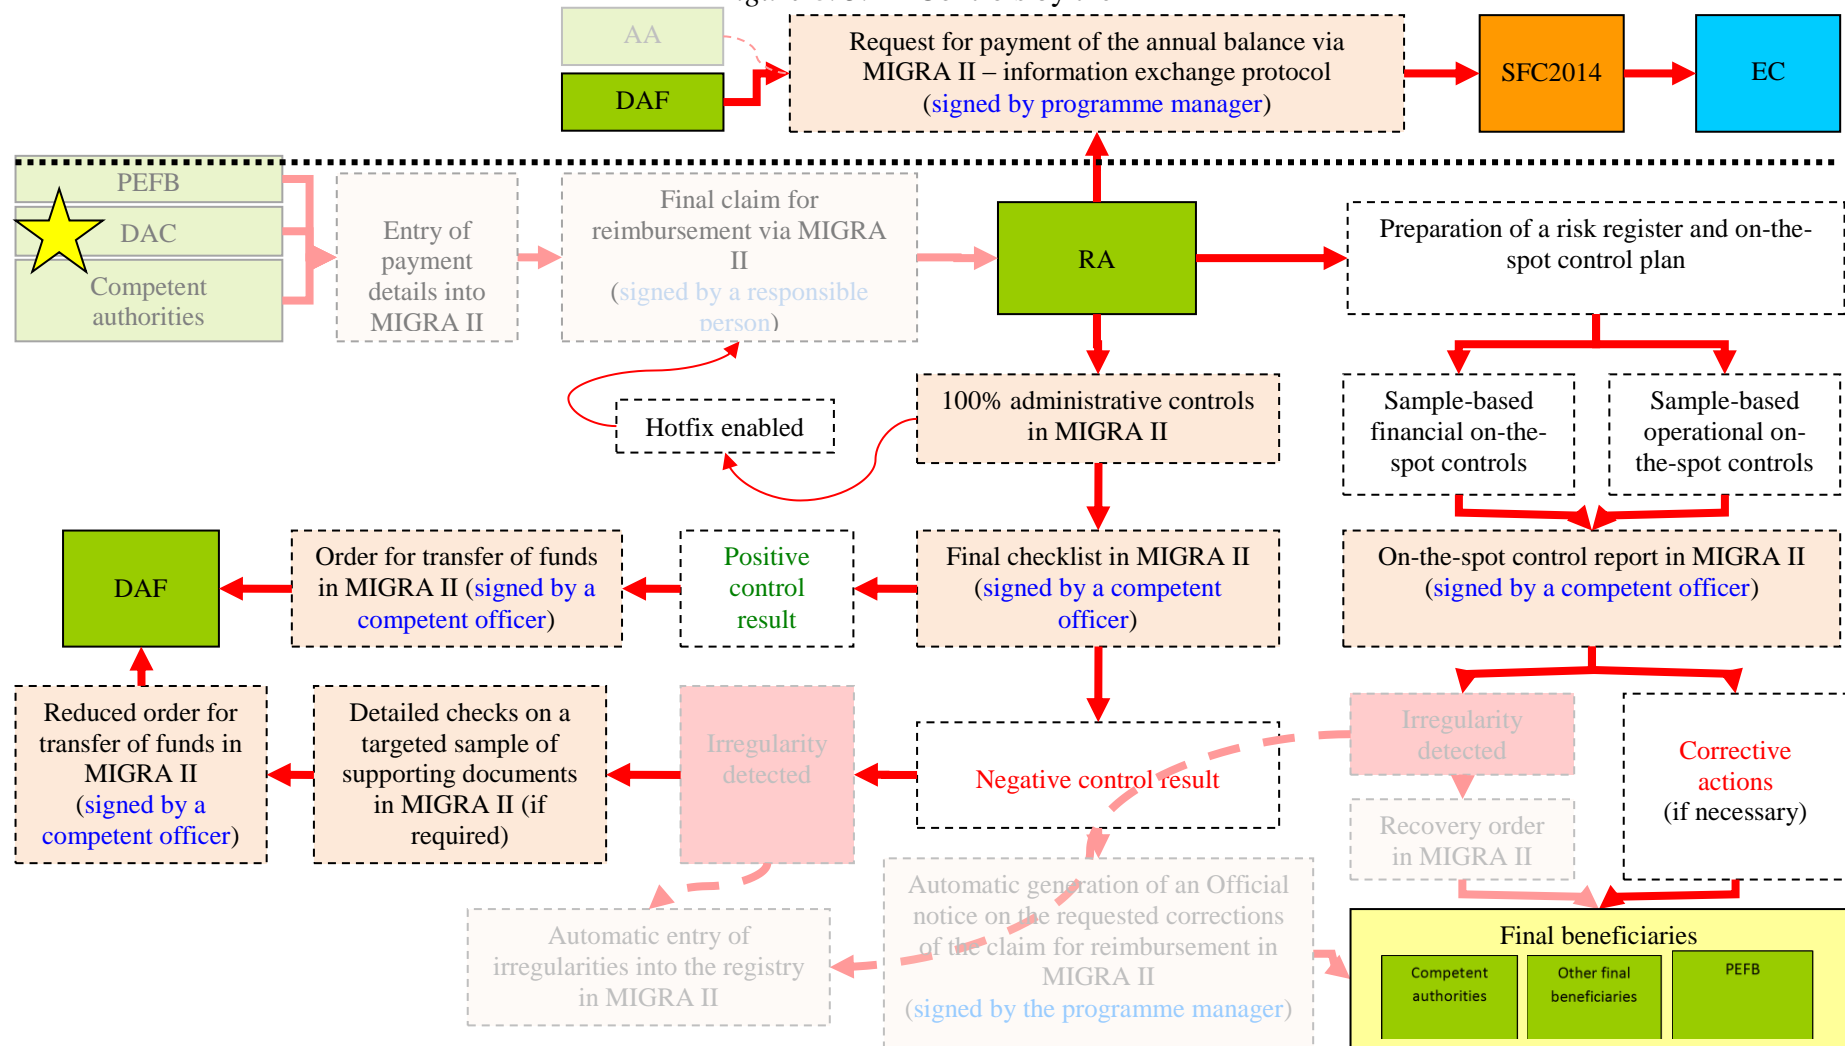 AA
DAF
Request for payment of the annual balance via
MIGRA II – information exchange protocol
(signed by programme manager)
SFC2014
EC
PEFB
DAC
Competent
authorities
Entry of
payment
details into
MIGRA II
Final claim for
reimbursement via MIGRA
II
(signed by a responsible
person)
RA
Preparation of a risk register and on-the-
spot control plan
Hotfix enabled
100% administrative controls
in MIGRA II
Sample-based
financial on-the-
spot controls
Sample-based
operational on-
the-spot controls
DAF
Order for transfer of funds
in MIGRA II (signed by a
competent officer)
Positive
control
result
Final checklist in MIGRA II
(signed by a competent
officer)
On-the-spot control report in MIGRA II
(signed by a competent officer)
Reduced order for
transfer of funds in
MIGRA II
(signed by a
competent officer)
Detailed checks on a
targeted sample of
supporting documents
in MIGRA II (if
required)
Irregularity
detected
Negative control result
Irregularity
detected
Corrective
actions
(if necessary)
Recovery order
in MIGRA II
Automatic entry of
irregularities into the registry
in MIGRA II
Automatic generation of an Official
notice on the requested corrections
of the claim for reimbursement in
MIGRA II
(signed by the programme manager)
Final beneficiaries
Competent
authorities
Other final
beneficiaries
PEFB